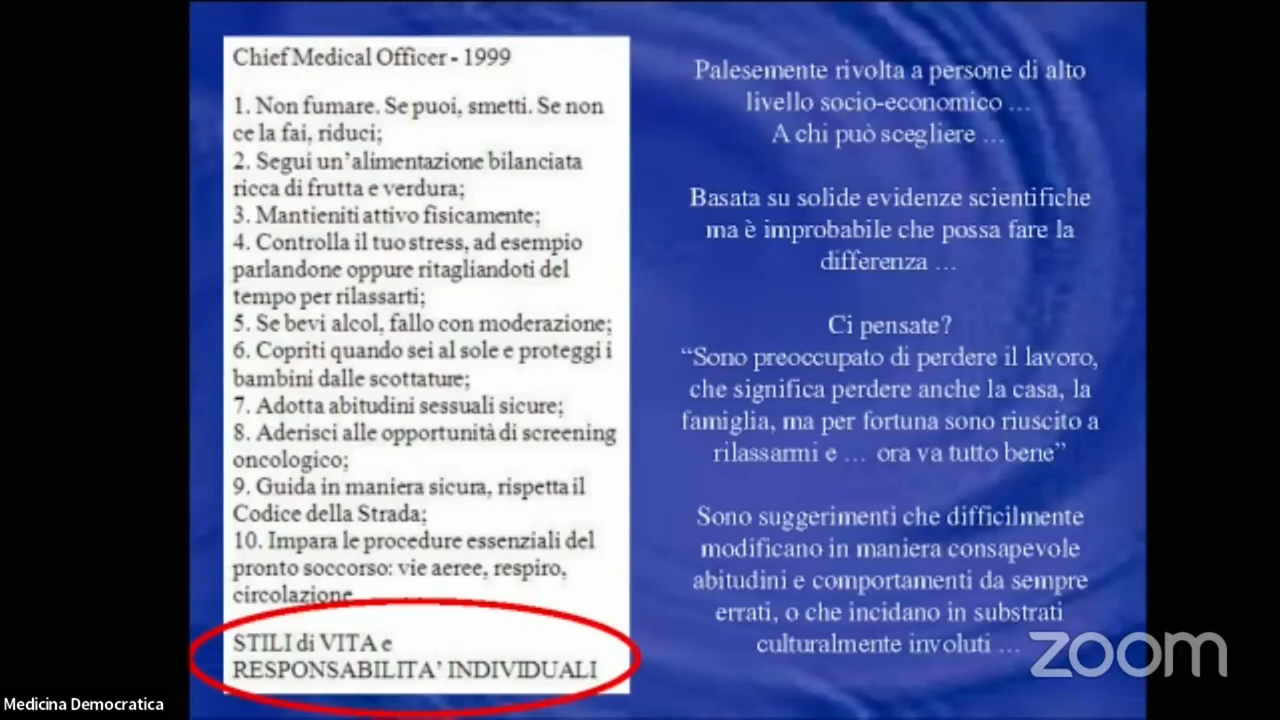 Chief Medical Officer - 1999
1. Non fumare. Se puoi, smetti. Se non
ce la fai, riduci;
2. Segui un'alimentazione bilanciata
ricca di frutta e verdura;
3. Mantieniti attivo fisicamente;
4. Controlla il tuo stress, ad esempio
parlandone oppure ritagliandoti del
tempo per rilassarti;
5. Se bevi alcol, fallo con moderazione;
6. Copriti quando sei al sole e proteggi i
bambini dalle scottature;
7. Adotta abitudini sessuali sicure;
8. Aderisci alle opportunità di screening
oncologico;
9. Guida in maniera sicura, rispetta il
Codice della Strada;
10. Impara le procedure essenziali del
pronto soccorso: vie aeree, respiro,
circolazione
STILI di VITA e
RESPONSABILITA' INDIVIDUALI
Palesemente rivolta a persone di alto
livello socio-economico …
A chi può scegliere …
Basata su solide evidenze scientifiche
ma è improbabile che possa fare la
differenza …
Ci pensate?
“Sono preoccupato di perdere il lavoro,
che significa perdere anche la casa, la
famiglia, ma per fortuna sono riuscito a
rilassarmi e … ora va tutto bene”
Sono suggerimenti che difficilmente
modificano in maniera consapevole
abitudini e comportamenti da sempre
errati, o che incidano in substrati
culturalmente involuti …
zoom
Medicina Democratica